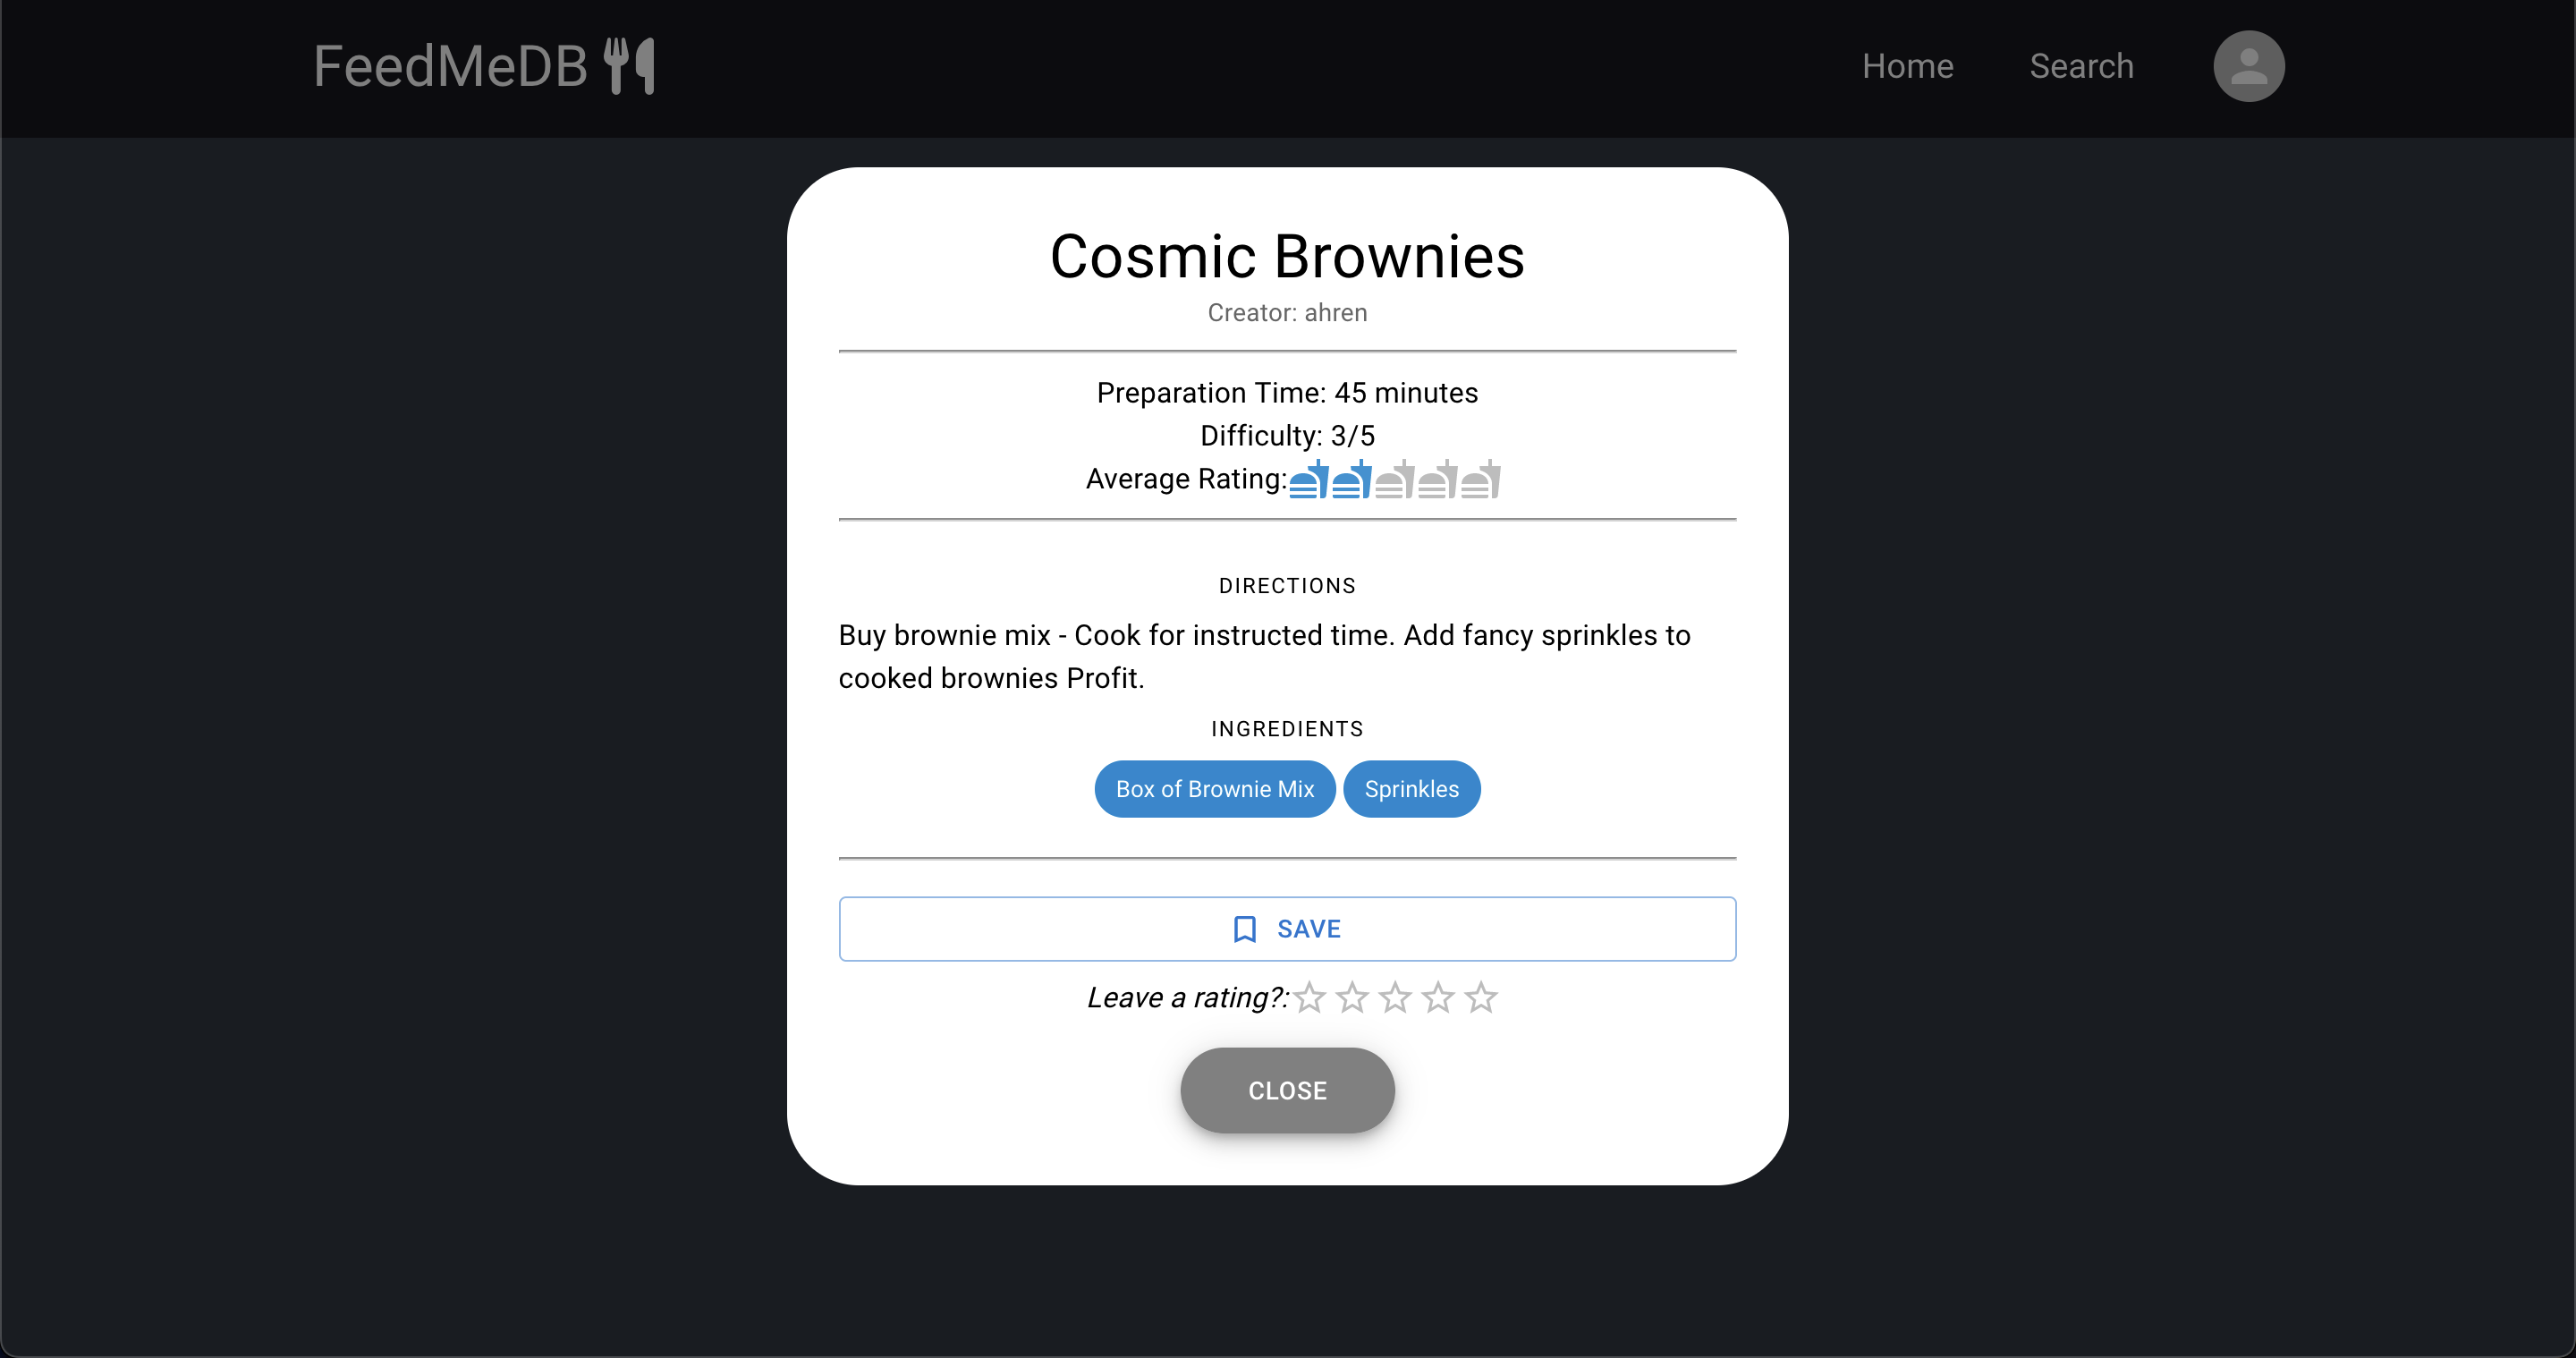 FeedMeDB
Home
Search
Cosmic Brownies
Creator: ahren
Preparation Time: 45 minutes
Difficulty: 3/5
Average Rating:
DIRECTIONS
Buy brownie mix - Cook for instructed time. Add fancy sprinkles to
cooked brownies Profit.
INGREDIENTS
Box of Brownie Mix
Sprinkles
SAVE
Leave a rating?:
CLOSE